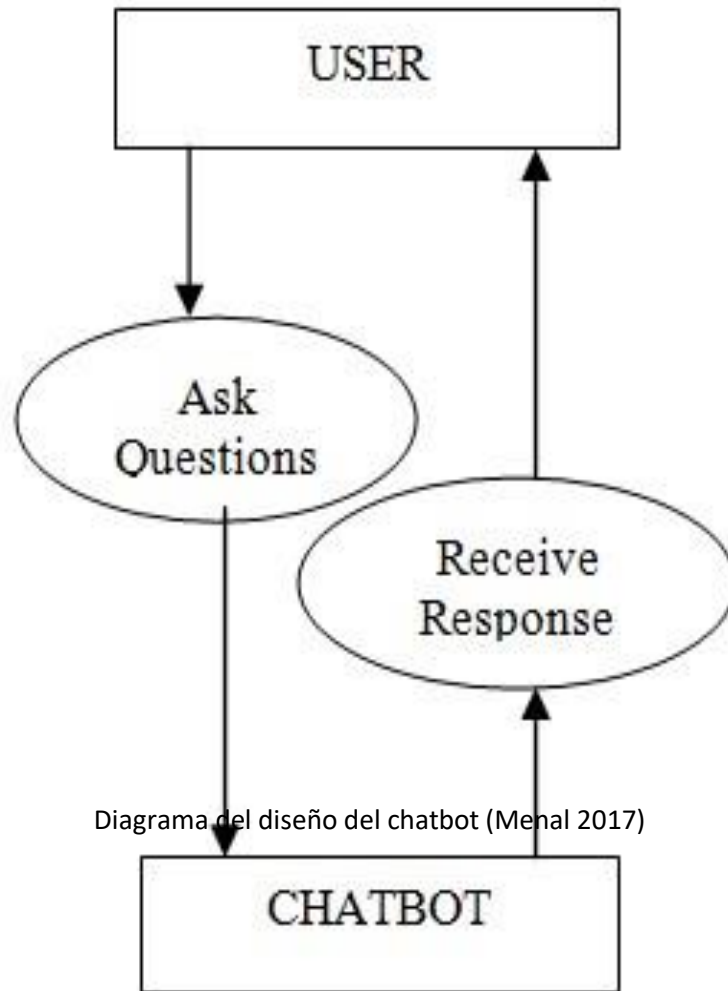 USER
Ask
Questions
Receive
Response
Diagrama del diseño del chatbot (Menal 2017)
CHATBOT